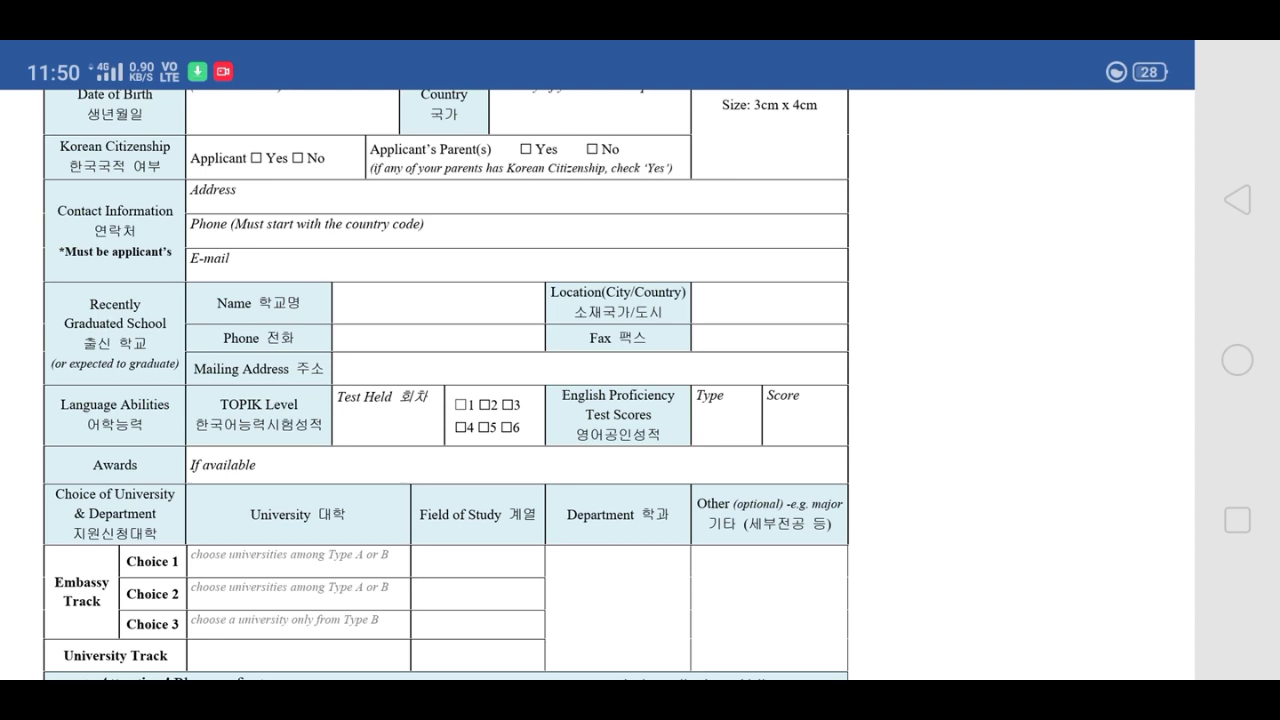 11:50 4G 0.90 KB/S VO LTE 28
Date of Birth
생년월일
Country
국가
Size: 3cm x 4cm
Korean Citizenship
한국국적 여부
Applicant ☐ Yes ☐ No
Applicant's Parent(s) ☐ Yes ☐ No
(if any of your parents has Korean Citizenship, check 'Yes')
Contact Information
연락처
*Must be applicant's
Address
Phone (Must start with the country code)
E-mail
Recently
Graduated School
출신 학교
(or expected to graduate)
Name 학교명
Location(City/Country)
소재국가/도시
Phone 전화
Fax 팩스
Mailing Address 주소
Language Abilities
어학능력
TOPIK Level
한국어능력시험성적
Test Held 회차
☐1 ☐2 ☐3
☐4 ☐5 ☐6
English Proficiency
Test Scores
영어공인성적
Type
Score
Awards
If available
Choice of University
& Department
지원신청대학
University 대학
Field of Study 계열
Department 학과
Other (optional) -e.g. major
기타 (세부전공 등)
Embassy
Track
Choice 1
choose universities among Type A or B
Choice 2
choose universities among Type A or B
Choice 3
choose a university only from Type B
University Track